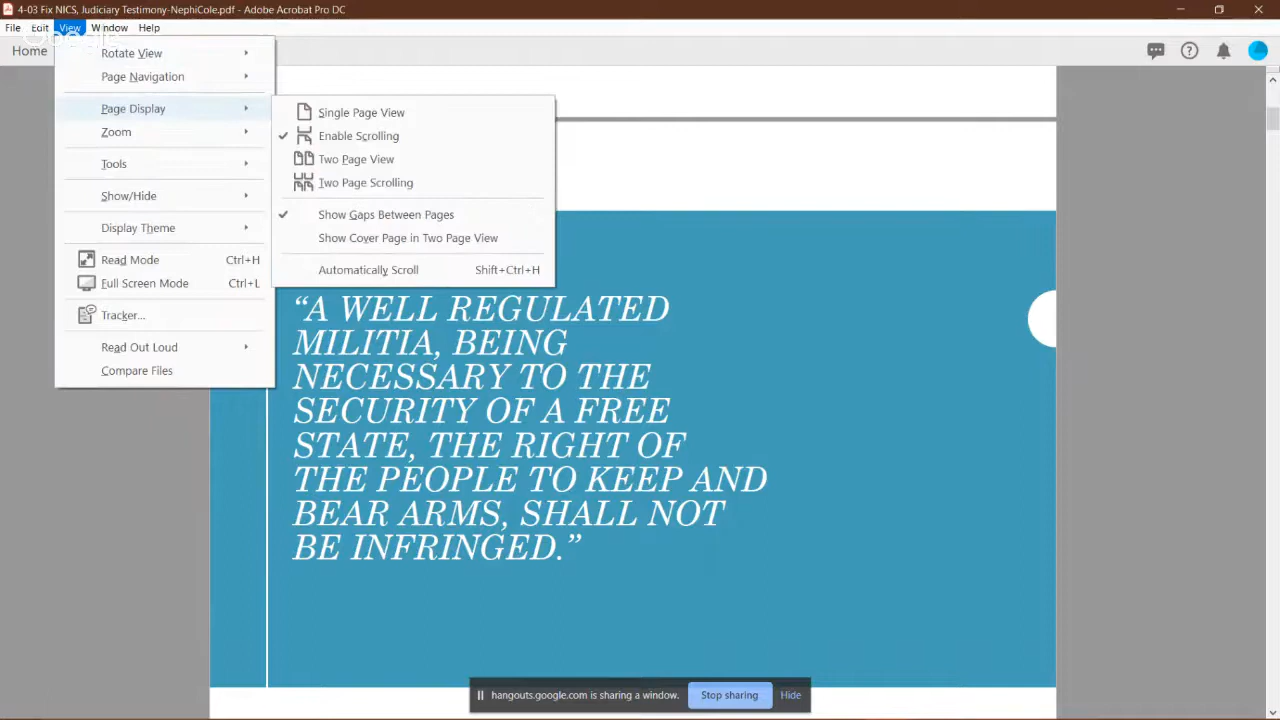 4-03 Fix NICS, Judiciary Testimony-NephiCole.pdf - Adobe Acrobat Pro DC
File Edit View Window Help
Home
Rotate View
Page Navigation
Page Display
Zoom
Tools
Show/Hide
Display Theme
Read Mode Ctrl+H
Full Screen Mode Ctrl+L
Tracker...
Read Out Loud
Compare Files
Single Page View
Enable Scrolling
Two Page View
Two Page Scrolling
Show Gaps Between Pages
Show Cover Page in Two Page View
Automatically Scroll Shift+Ctrl+H
“A WELL REGULATED
MILITIA, BEING
NECESSARY TO THE
SECURITY OF A FREE
STATE, THE RIGHT OF
THE PEOPLE TO KEEP AND
BEAR ARMS, SHALL NOT
BE INFRINGED.”
hangouts.google.com is sharing a window. Stop sharing Hide